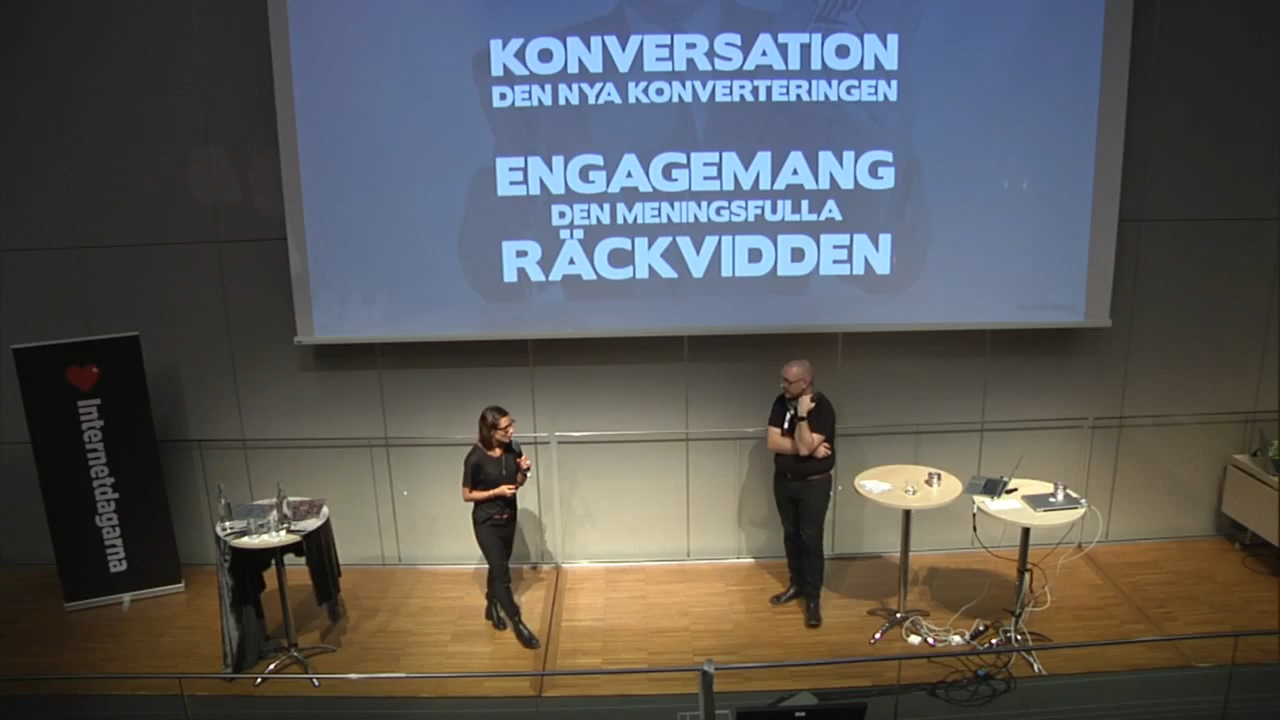 KONVERSATION
DEN NYA KONVERTERINGEN
ENGAGEMANG
DEN MENINGSFULLA
RÄCKVIDDEN
Internetdagarna